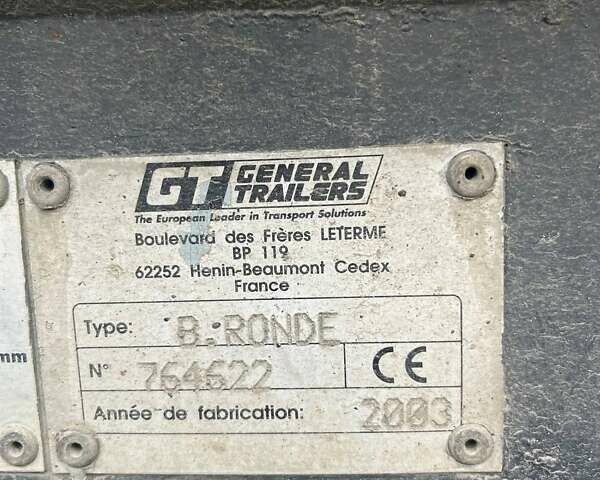 GT GENERAL TRAILERS
The European Leader in Transport Solutions
Boulevard des Frères LETERME
BP 119
62252 Henin-Beaumont Cedex
France
Type: B.RONDE
N° 764622 CE
Année de fabrication: 2003
mm